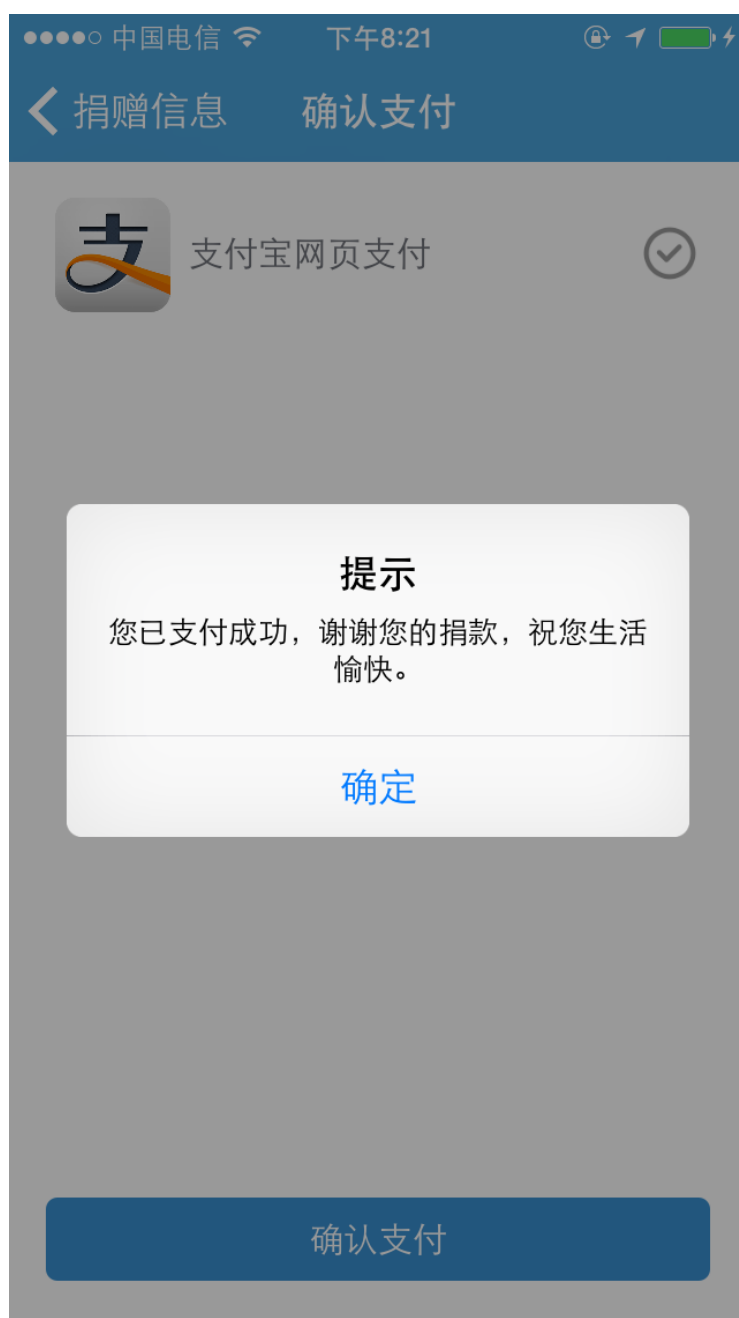 中国电信 下午8:21
捐赠信息 确认支付
支 支付宝网页支付
提示
您已支付成功，谢谢您的捐款，祝您生活
愉快。
确定
确认支付